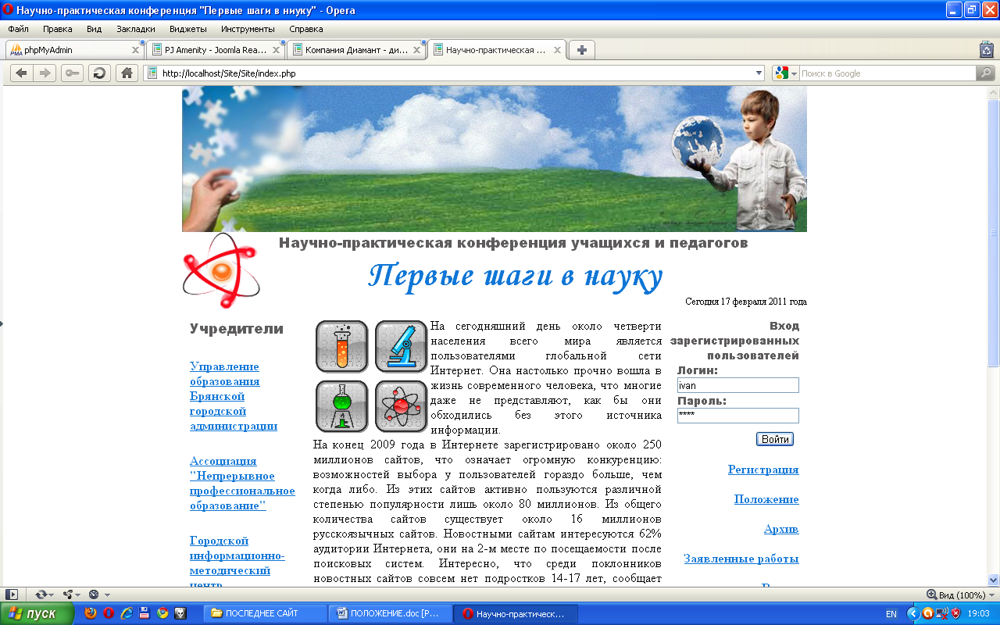 Научно-практическая конференция "Первые шаги в ниуку" - Opera
Файл Правка Вид Закладки Виджеты Инструменты Справка
phpMyAdmin
PJ Amenity - Joomla Rea...
Компания Диамант - ди...
Научно-практическая ...
http://localhost/Site/Site/index.php
Поиск в Google
Научно-практическая конференция учащихся и педагогов
Первые шаги в науку
Сегодня 17 февраля 2011 года
Учредители
Управление
образования
Брянской
городской
администрации
Ассоциация
"Непрерывное
профессиональное
образование"
Городской
информационно-
методический
центр
На сегодняшний день около четверти
населения всего мира является
пользователями глобальной сети
Интернет. Она настолько прочно вошла в
жизнь современного человека, что многие
даже не представляют, как бы они
обходились без этого источника
информации.
На конец 2009 года в Интернете зарегистрировано около 250
миллионов сайтов, что означает огромную конкуренцию:
возможностей выбора у пользователей гораздо больше, чем
когда либо. Из этих сайтов активно пользуются различной
степенью популярности лишь около 80 миллионов. Из общего
количества сайтов существует около 16 миллионов
русскоязычных сайтов. Новостными сайтам интересуются 62%
аудитории Интернета, они на 2-м месте по посещаемости после
поисковых систем. Интересно, что среди поклонников
новостных сайтов совсем нет подростков 14-17 лет, сообщает
Вход
зарегистрированных
пользователей
Логин:
ivan
Пароль:
****
Войти
Регистрация
Положение
Архив
Заявленные работы
Вид (100%)
пуск
ПОСЛЕДНЕЕ САЙТ
ПОЛОЖЕНИЕ.doc [Р...
Научно-практическ...
EN
19:03